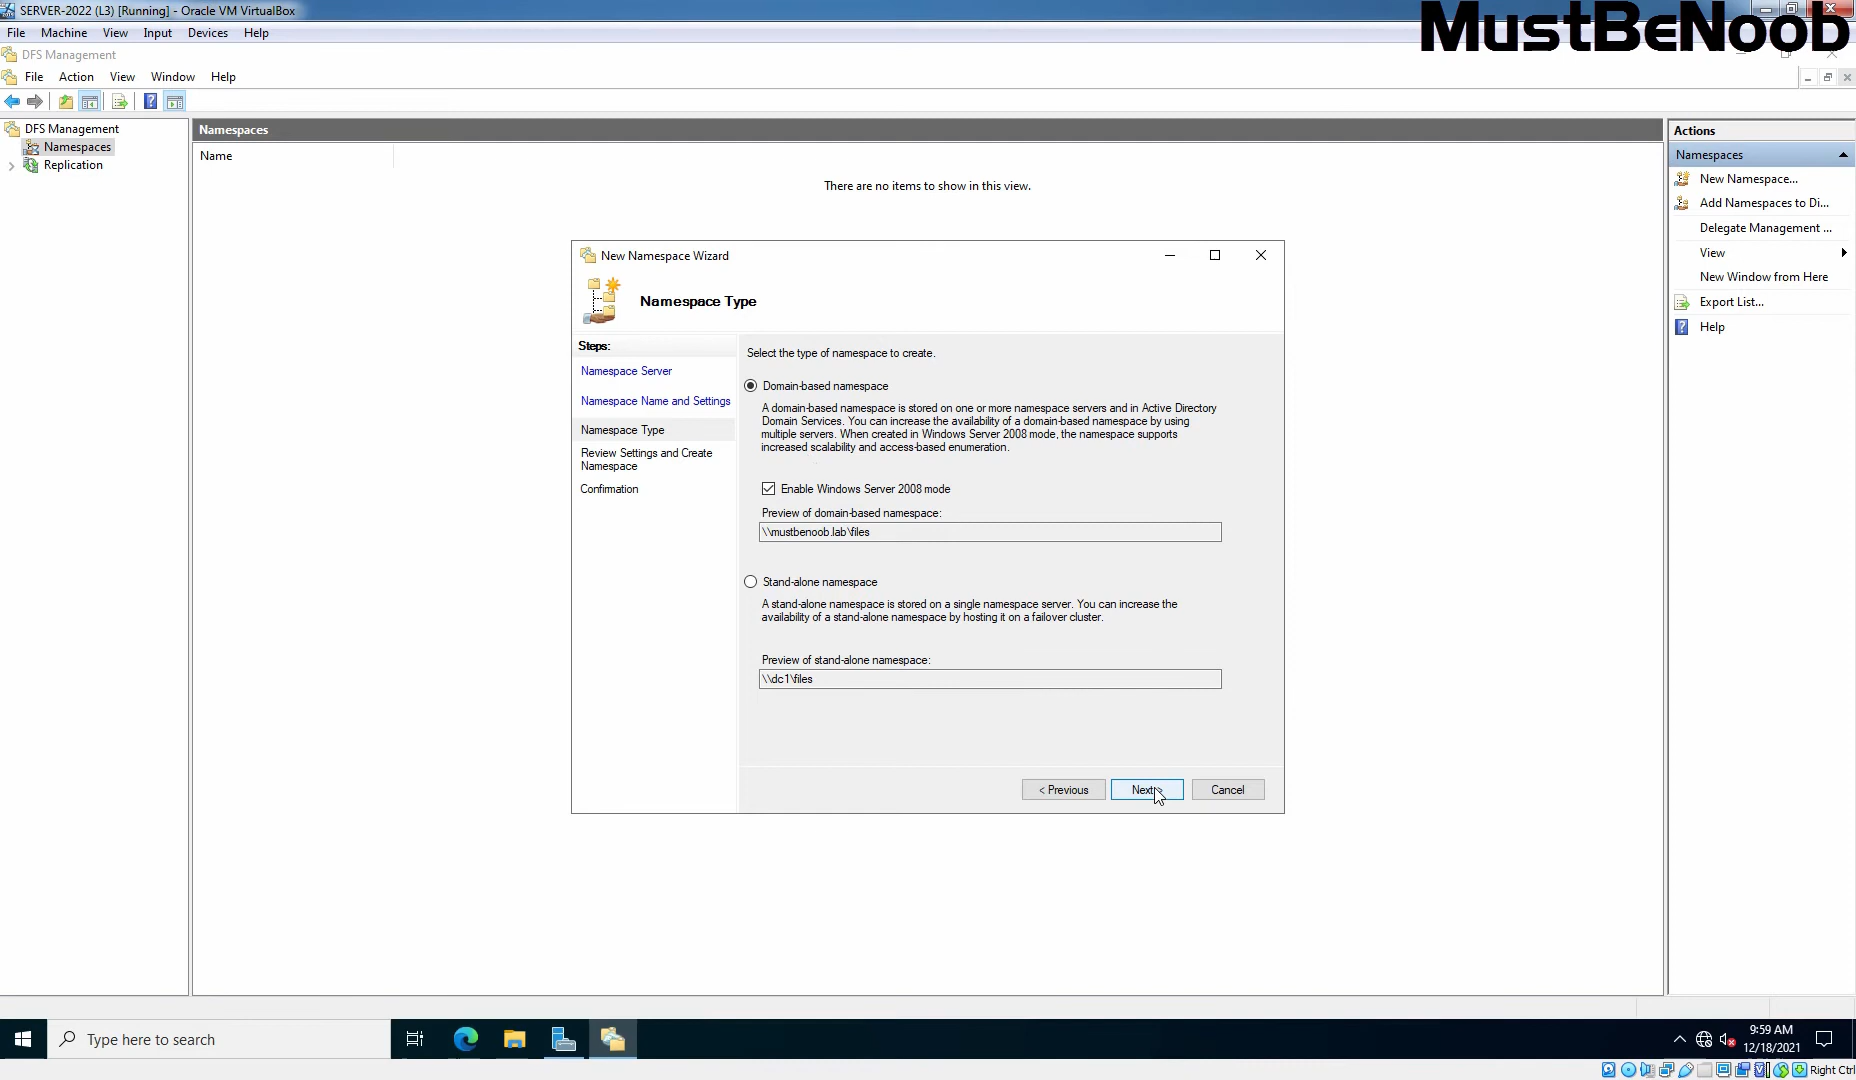 SERVER-2022 (L3) [Running] - Oracle VM VirtualBox
MustBeNoob
File Machine View Input Devices Help
DFS Management
File Action View Window Help
DFS Management
Namespaces
Replication
Namespaces
Name
There are no items to show in this view.
Actions
Namespaces
New Namespace...
Add Namespaces to Di...
Delegate Management ...
View
New Window from Here
Export List...
Help
New Namespace Wizard
Namespace Type
Steps:
Namespace Server
Namespace Name and Settings
Namespace Type
Review Settings and Create
Namespace
Confirmation
Select the type of namespace to create.
Domain-based namespace
A domain-based namespace is stored on one or more namespace servers and in Active Directory
Domain Services. You can increase the availability of a domain-based namespace by using
multiple servers. When created in Windows Server 2008 mode, the namespace supports
increased scalability and access-based enumeration.
Enable Windows Server 2008 mode
Preview of domain-based namespace:
\\mustbenoob.lab\files
Stand-alone namespace
A stand-alone namespace is stored on a single namespace server. You can increase the
availability of a stand-alone namespace by hosting it on a failover cluster.
Preview of stand-alone namespace:
\\dc1\files
< Previous
Next >
Cancel
Type here to search
9:59 AM
12/18/2021
Right Ctrl